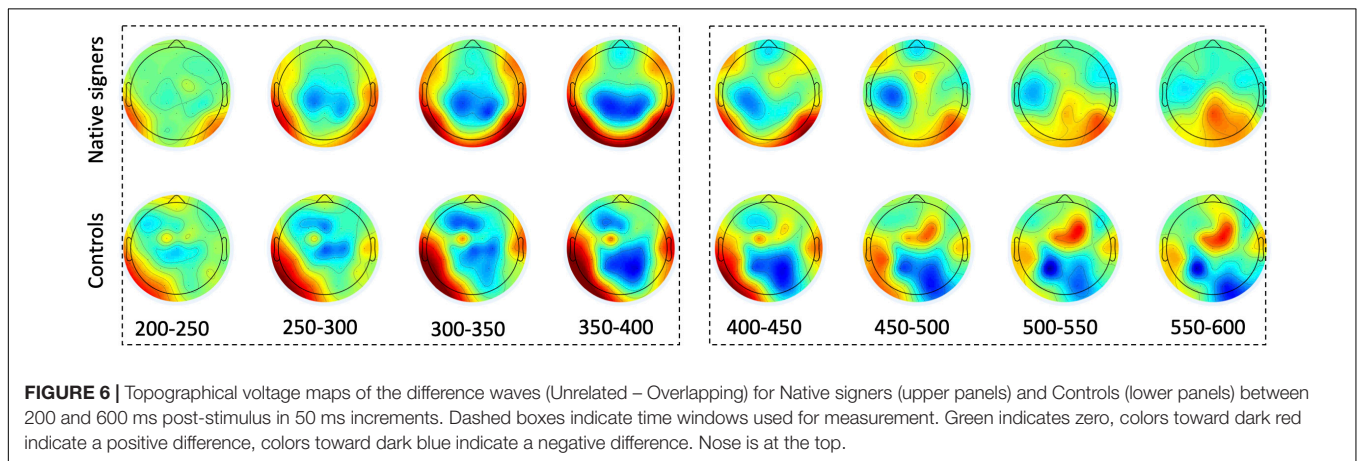 Native signers
Controls
200-250 250-300 300-350 350-400 400-450 450-500 500-550 550-600
FIGURE 6 | Topographical voltage maps of the difference waves (Unrelated – Overlapping) for Native signers (upper panels) and Controls (lower panels) between
200 and 600 ms post-stimulus in 50 ms increments. Dashed boxes indicate time windows used for measurement. Green indicates zero, colors toward dark red
indicate a positive difference, colors toward dark blue indicate a negative difference. Nose is at the top.